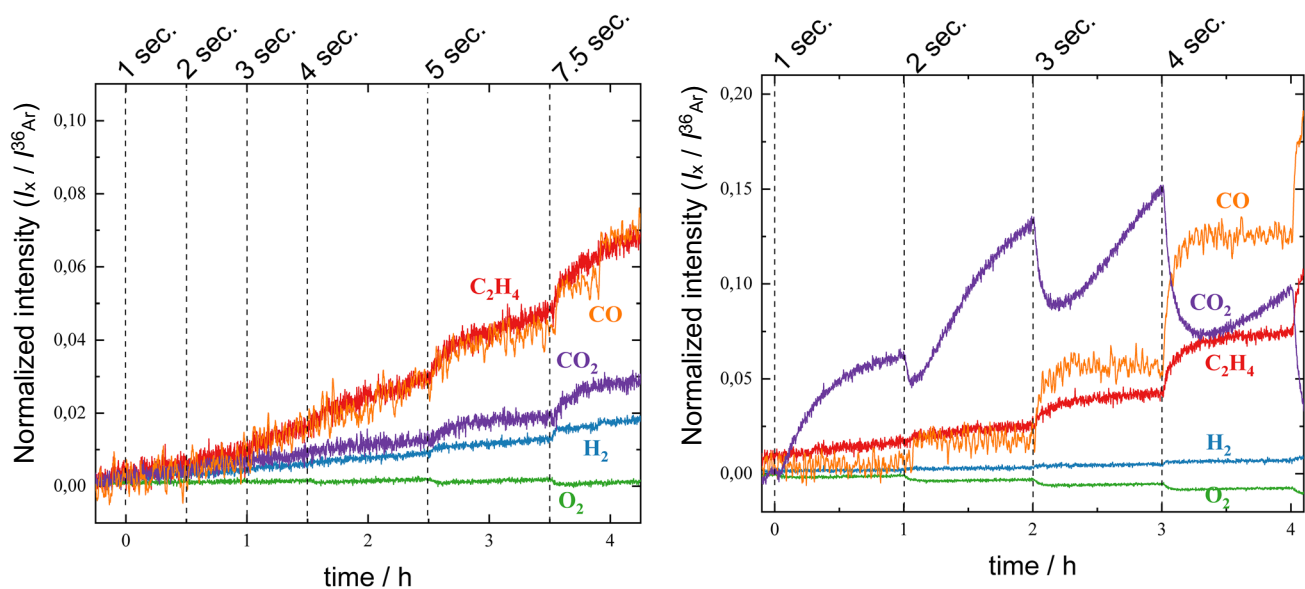 1 sec. 2 sec. 3 sec. 4 sec. 5 sec. 7.5 sec.
Normalized intensity (Iₓ / I³⁶Ar)
0,10
0,08
0,06
0,04
0,02
0,00
C₂H₄
CO
CO₂
H₂
O₂
0 1 2 3 4
time / h
1 sec. 2 sec. 3 sec. 4 sec.
Normalized intensity (Iₓ / I³⁶Ar)
0,20
0,15
0,10
0,05
0,00
CO
CO₂
C₂H₄
H₂
O₂
0 1 2 3 4
time / h